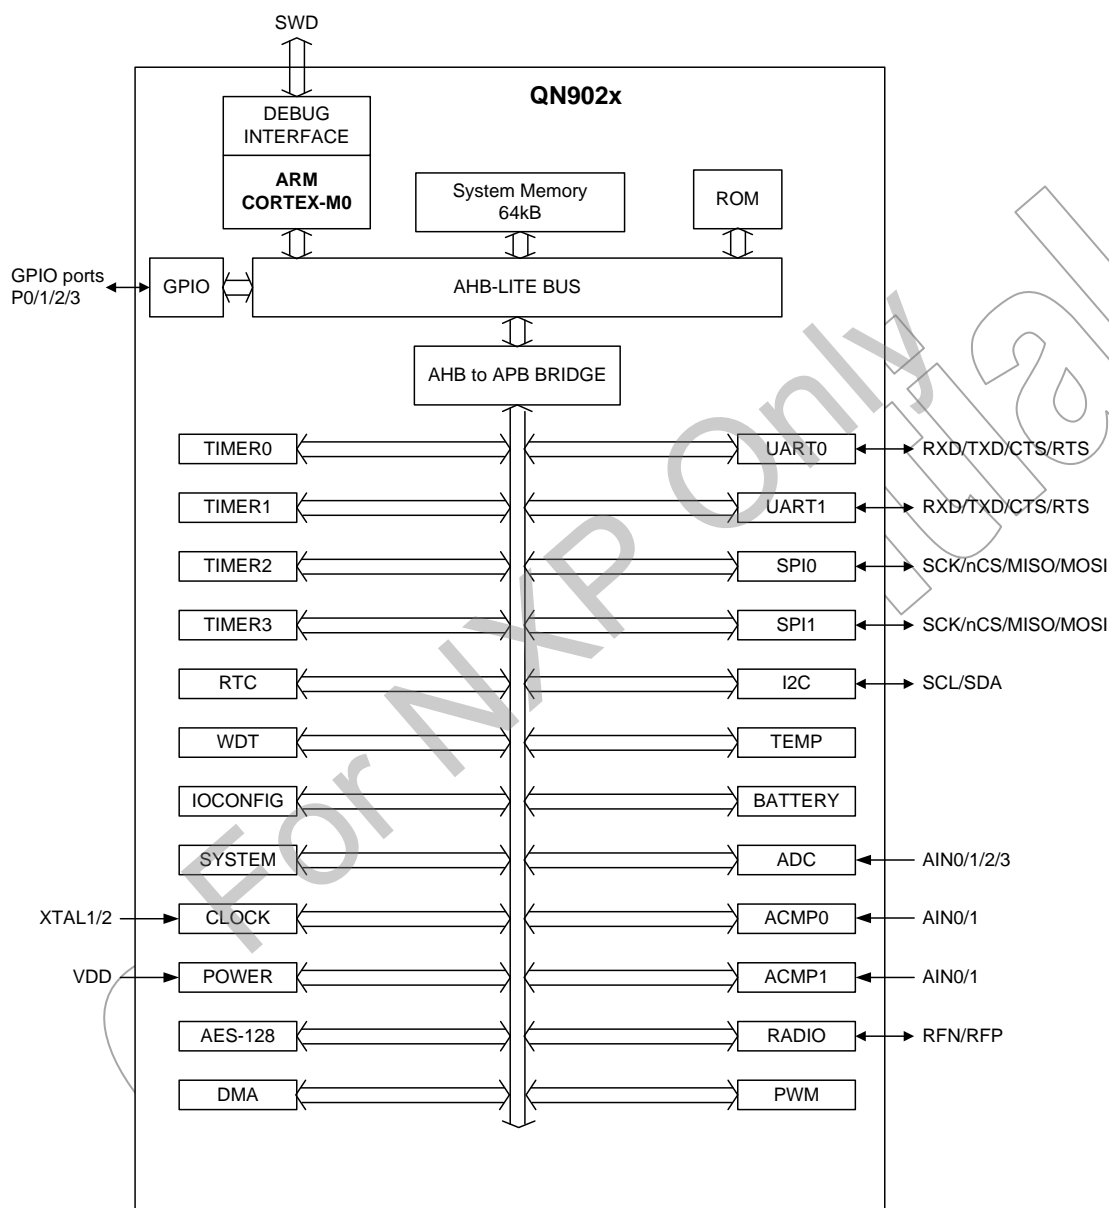 SWD
QN902x
DEBUG
INTERFACE
ARM
CORTEX-M0
System Memory
64kB
ROM
GPIO ports
P0/1/2/3
GPIO
AHB-LITE BUS
AHB to APB BRIDGE
TIMER0
UART0
RXD/TXD/CTS/RTS
TIMER1
UART1
RXD/TXD/CTS/RTS
TIMER2
SPI0
SCK/nCS/MISO/MOSI
TIMER3
SPI1
SCK/nCS/MISO/MOSI
RTC
I2C
SCL/SDA
WDT
TEMP
IOCONFIG
BATTERY
SYSTEM
ADC
AIN0/1/2/3
XTAL1/2
CLOCK
ACMP0
AIN0/1
VDD
POWER
ACMP1
AIN0/1
AES-128
RADIO
RFN/RFP
DMA
PWM
For NXP Only